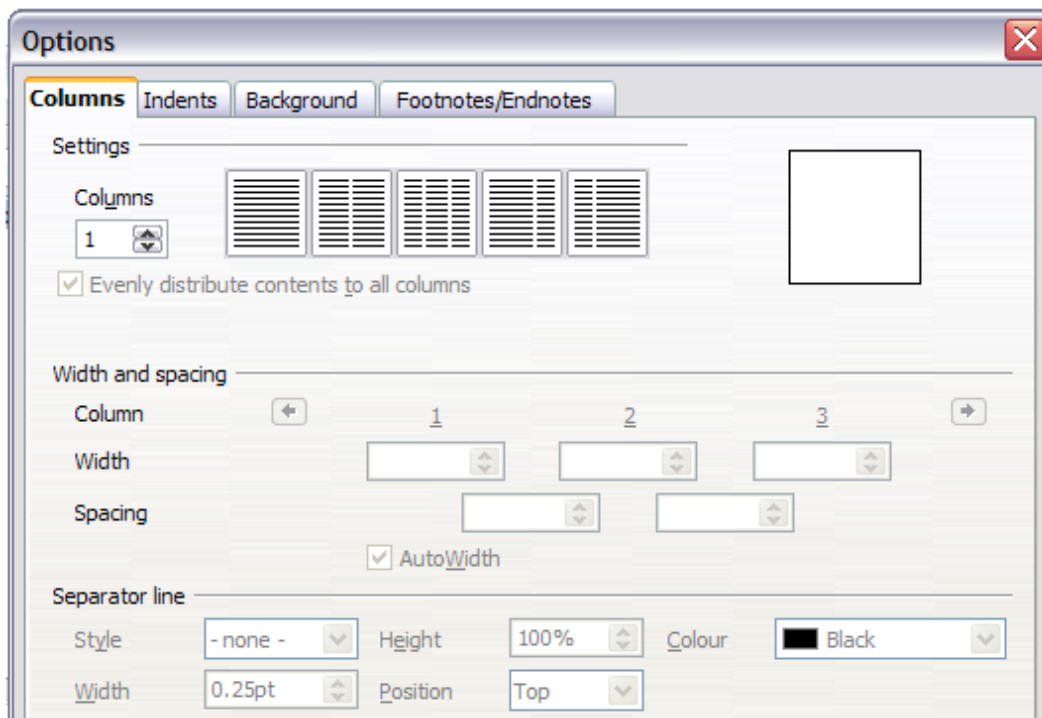 Options
Columns Indents Background Footnotes/Endnotes
Settings
Columns
1
Evenly distribute contents to all columns
Width and spacing
Column 1 2 3
Width
Spacing
AutoWidth
Separator line
Style - none - Height 100% Colour Black
Width 0.25pt Position Top